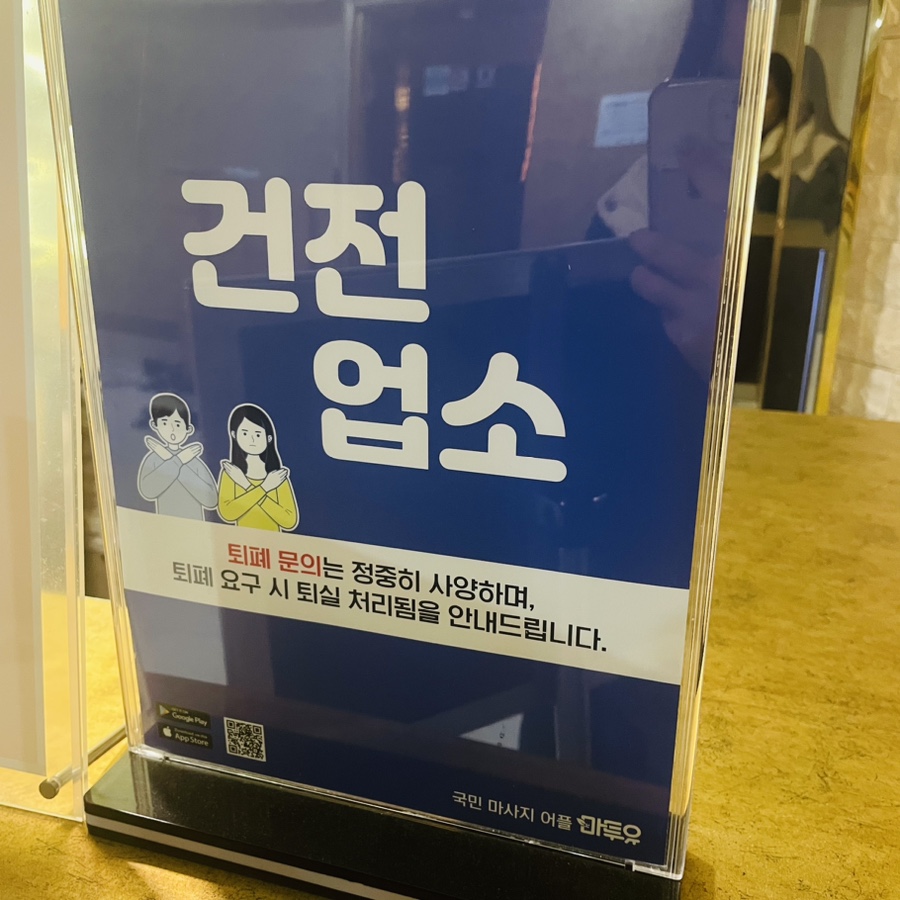 건전
업소
퇴폐 문의는 정중히 사양하며,
퇴폐 요구 시 퇴실 처리됨을 안내드립니다.
Google Play
App Store
국민 마사지 어플 마투유